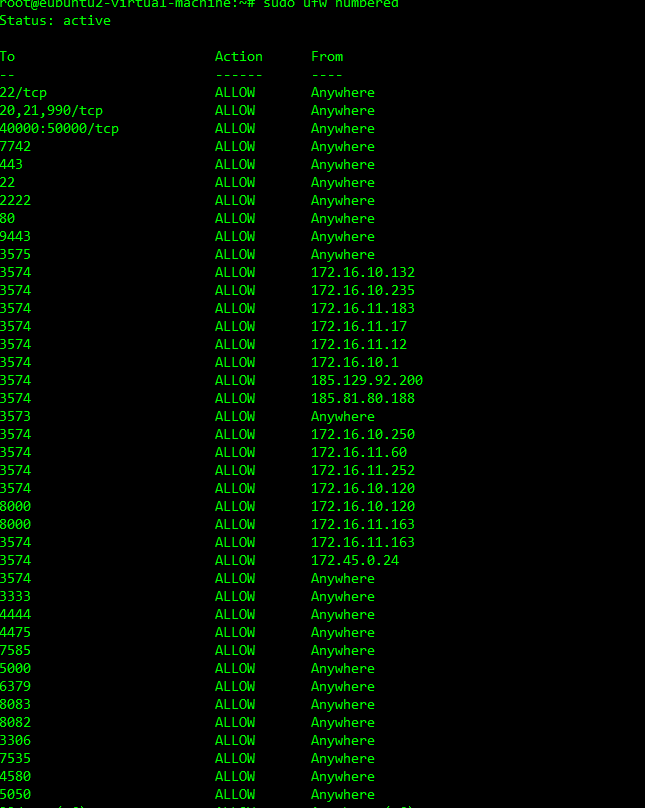 root@eubuntu2-virtual-machine:~# sudo ufw numbered
Status: active
To Action From
-- ------ ----
22/tcp ALLOW Anywhere
20,21,990/tcp ALLOW Anywhere
40000:50000/tcp ALLOW Anywhere
7742 ALLOW Anywhere
443 ALLOW Anywhere
22 ALLOW Anywhere
2222 ALLOW Anywhere
80 ALLOW Anywhere
9443 ALLOW Anywhere
3575 ALLOW Anywhere
3574 ALLOW 172.16.10.132
3574 ALLOW 172.16.10.235
3574 ALLOW 172.16.11.183
3574 ALLOW 172.16.11.17
3574 ALLOW 172.16.11.12
3574 ALLOW 172.16.10.1
3574 ALLOW 185.129.92.200
3574 ALLOW 185.81.80.188
3573 ALLOW Anywhere
3574 ALLOW 172.16.10.250
3574 ALLOW 172.16.11.60
3574 ALLOW 172.16.11.252
3574 ALLOW 172.16.10.120
8000 ALLOW 172.16.10.120
8000 ALLOW 172.16.11.163
3574 ALLOW 172.16.11.163
3574 ALLOW 172.45.0.24
3574 ALLOW Anywhere
3333 ALLOW Anywhere
4444 ALLOW Anywhere
4475 ALLOW Anywhere
7585 ALLOW Anywhere
5000 ALLOW Anywhere
6379 ALLOW Anywhere
8083 ALLOW Anywhere
8082 ALLOW Anywhere
3306 ALLOW Anywhere
7535 ALLOW Anywhere
4580 ALLOW Anywhere
5050 ALLOW Anywhere